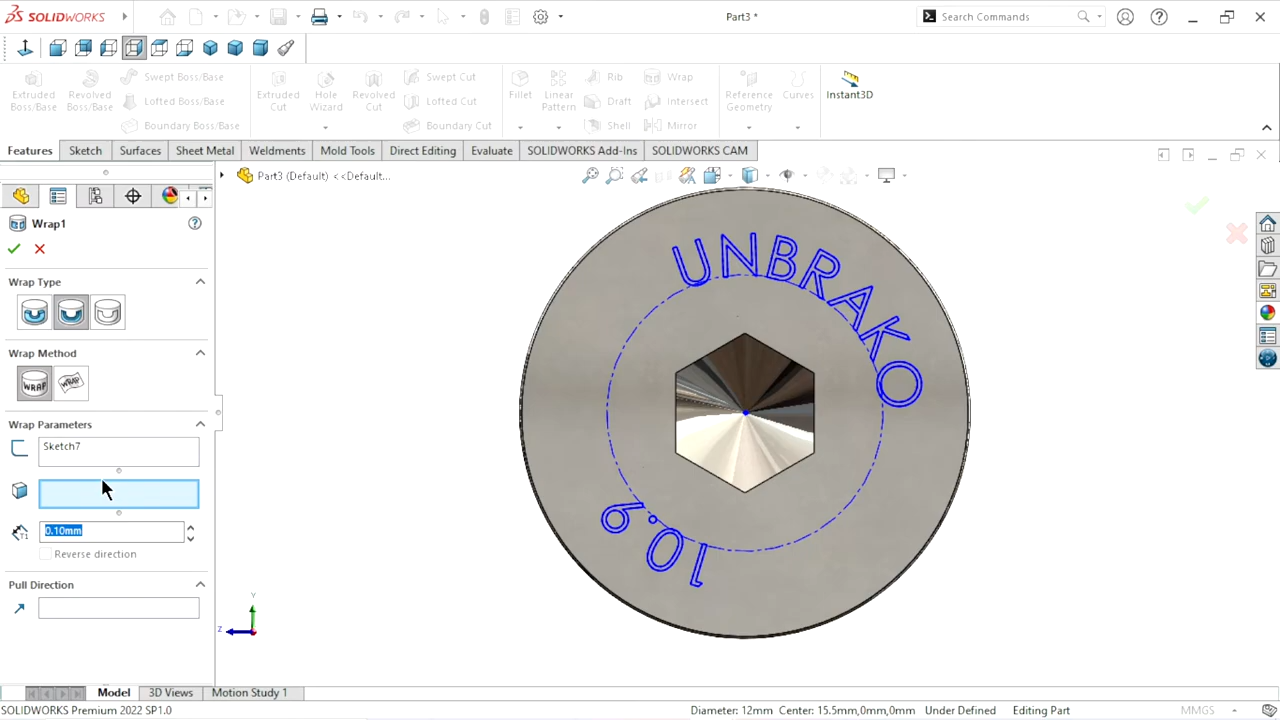 SOLIDWORKS
Part3 *
Search Commands
Extruded Boss/Base
Revolved Boss/Base
Swept Boss/Base
Lofted Boss/Base
Boundary Boss/Base
Extruded Cut
Hole Wizard
Revolved Cut
Swept Cut
Lofted Cut
Boundary Cut
Fillet
Linear Pattern
Rib
Draft
Shell
Wrap
Intersect
Mirror
Reference Geometry
Curves
Instant3D
Features
Sketch
Surfaces
Sheet Metal
Weldments
Mold Tools
Direct Editing
Evaluate
SOLIDWORKS Add-Ins
SOLIDWORKS CAM
Part3 (Default) <<Default...
Wrap1
Wrap Type
Wrap Method
WRAP
WRAP
Wrap Parameters
Sketch7
0.10mm
Reverse direction
Pull Direction
UNBRAKO
10.9
Y
Z
Model
3D Views
Motion Study 1
SOLIDWORKS Premium 2022 SP1.0
Diameter: 12mm Center: 15.5mm,0mm,0mm
Under Defined
Editing Part
MMGS